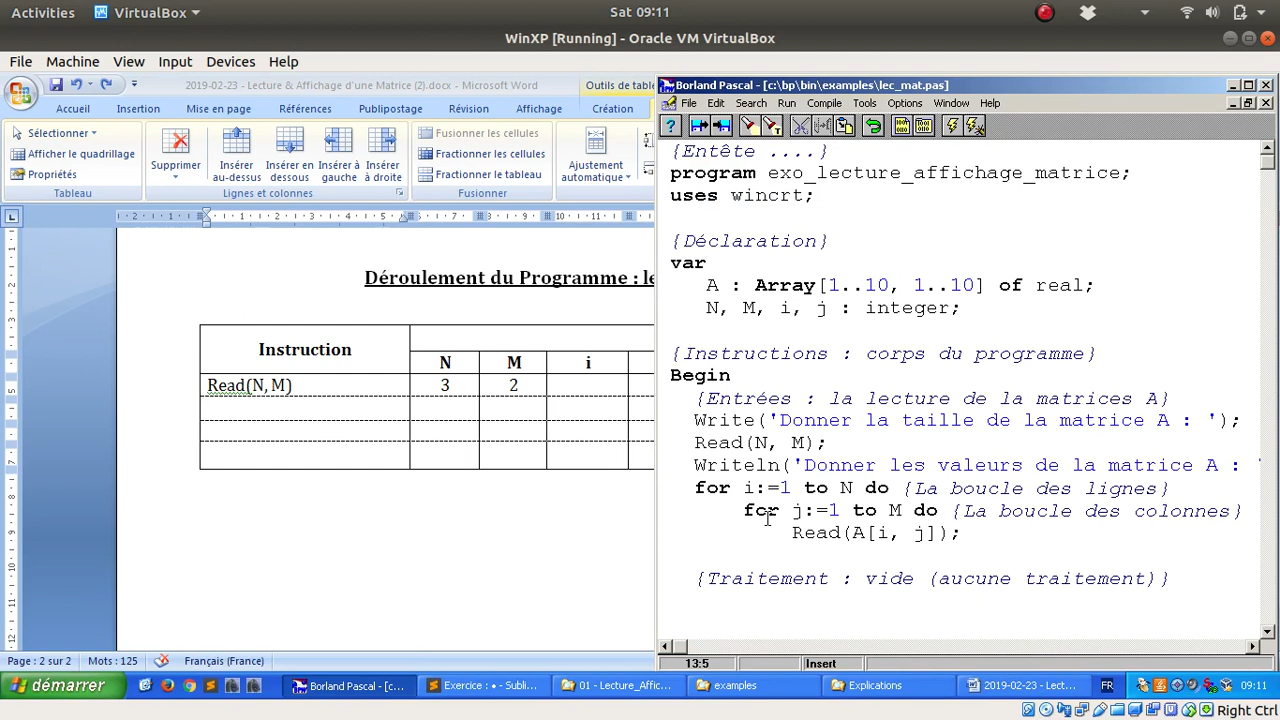 Activities VirtualBox Sat 09:11
WinXP [Running] - Oracle VM VirtualBox
File Machine View Input Devices Help
2019-02-23 - Lecture & Affichage d'une Matrice (2).docx - Microsoft Word Outils de table
Accueil Insertion Mise en page Références Publipostage Révision Affichage Création
Sélectionner
Afficher le quadrillage
Propriétés
Tableau
Supprimer
Insérer au-dessus
Insérer en dessous
Insérer à gauche
Insérer à droite
Lignes et colonnes
Fusionner les cellules
Fractionner les cellules
Fractionner le tableau
Fusionner
Ajustement automatique
Déroulement du Programme : le
Instruction
N M i
Read(N, M) 3 2
Page : 2 sur 2 Mots : 125 Français (France)
Borland Pascal - [c:\bp\bin\examples\lec_mat.pas]
File Edit Search Run Compile Tools Options Window Help
{Entête ....}
program exo_lecture_affichage_matrice;
uses wincrt;
{Déclaration}
var
A : Array[1..10, 1..10] of real;
N, M, i, j : integer;
{Instructions : corps du programme}
Begin
{Entrées : la lecture de la matrices A}
Write('Donner la taille de la matrice A : ');
Read(N, M);
Writeln('Donner les valeurs de la matrice A : '
for i:=1 to N do {La boucle des lignes}
for j:=1 to M do {La boucle des colonnes}
Read(A[i, j]);
{Traitement : vide (aucune traitement)}
13:5 Insert
démarrer Borland Pascal - [c:... Exercice : • - Subli... 01 - Lecture_Affic... examples Explications 2019-02-23 - Lect... FR 09:11
Right Ctrl